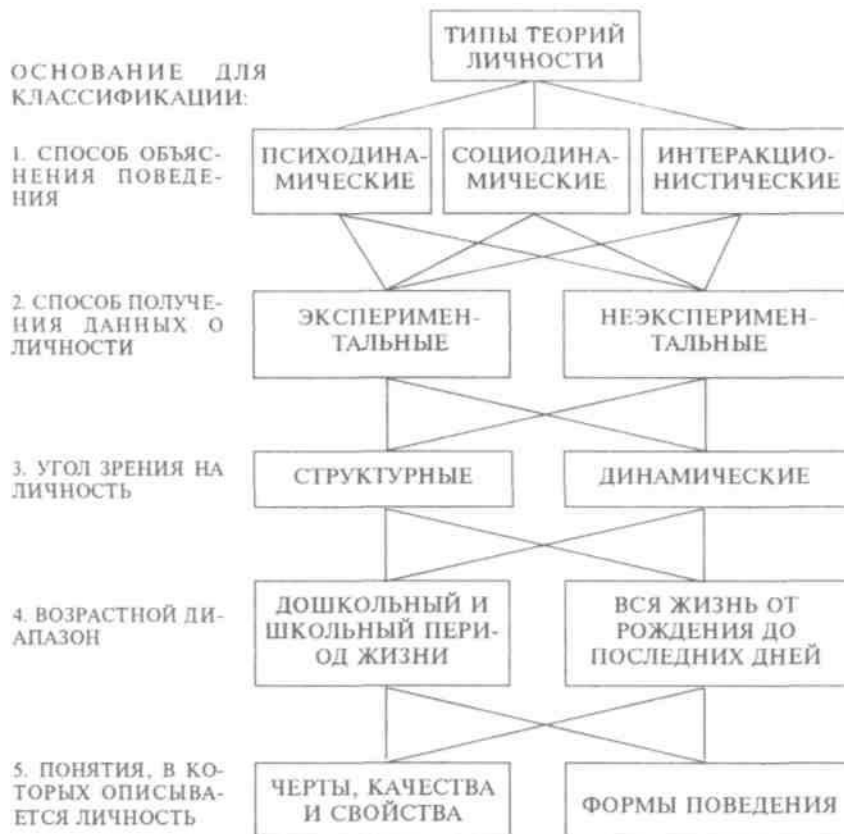 ТИПЫ ТЕОРИЙ
ЛИЧНОСТИ
ОСНОВАНИЕ ДЛЯ
КЛАССИФИКАЦИИ:
1. СПОСОБ ОБЪЯС-
НЕНИЯ ПОВЕДЕ-
НИЯ
ПСИХОДИНА-
МИЧЕСКИЕ
СОЦИОДИНА-
МИЧЕСКИЕ
ИНТЕРАКЦИО-
НИСТИЧЕСКИЕ
2. СПОСОБ ПОЛУЧЕ-
НИЯ ДАННЫХ О
ЛИЧНОСТИ
ЭКСПЕРИМЕН-
ТАЛЬНЫЕ
НЕЭКСПЕРИМЕН-
ТАЛЬНЫЕ
3. УГОЛ ЗРЕНИЯ НА
ЛИЧНОСТЬ
СТРУКТУРНЫЕ
ДИНАМИЧЕСКИЕ
4. ВОЗРАСТНОЙ ДИ-
АПАЗОН
ДОШКОЛЬНЫЙ И
ШКОЛЬНЫЙ ПЕРИ-
ОД ЖИЗНИ
ВСЯ ЖИЗНЬ ОТ
РОЖДЕНИЯ ДО
ПОСЛЕДНИХ ДНЕЙ
5. ПОНЯТИЯ, В КО-
ТОРЫХ ОПИСЫВА-
ЕТСЯ ЛИЧНОСТЬ
ЧЕРТЫ, КАЧЕСТВА
И СВОЙСТВА
ФОРМЫ ПОВЕДЕНИЯ